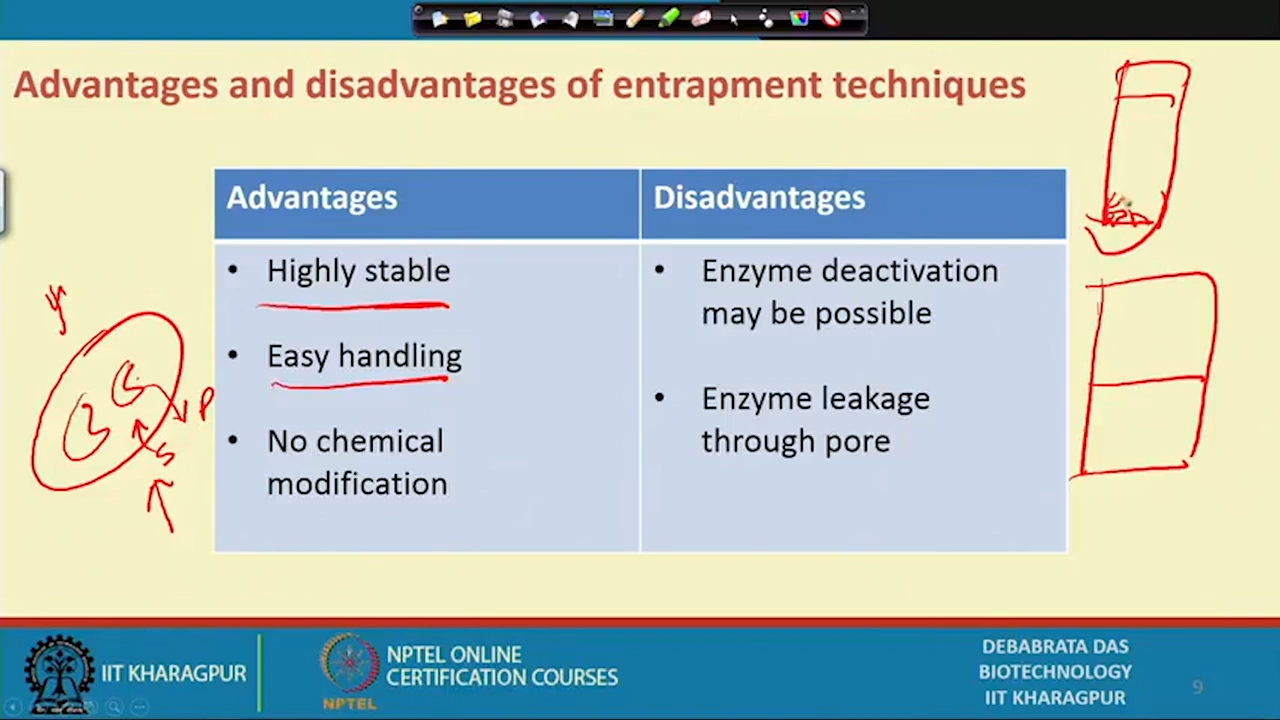 Advantages and disadvantages of entrapment techniques
Advantages
Disadvantages
• Highly stable
• Easy handling
• No chemical
modification
• Enzyme deactivation
may be possible
• Enzyme leakage
through pore
P
S
IIT KHARAGPUR
NPTEL
NPTEL ONLINE
CERTIFICATION COURSES
DEBABRATA DAS
BIOTECHNOLOGY
IIT KHARAGPUR
9